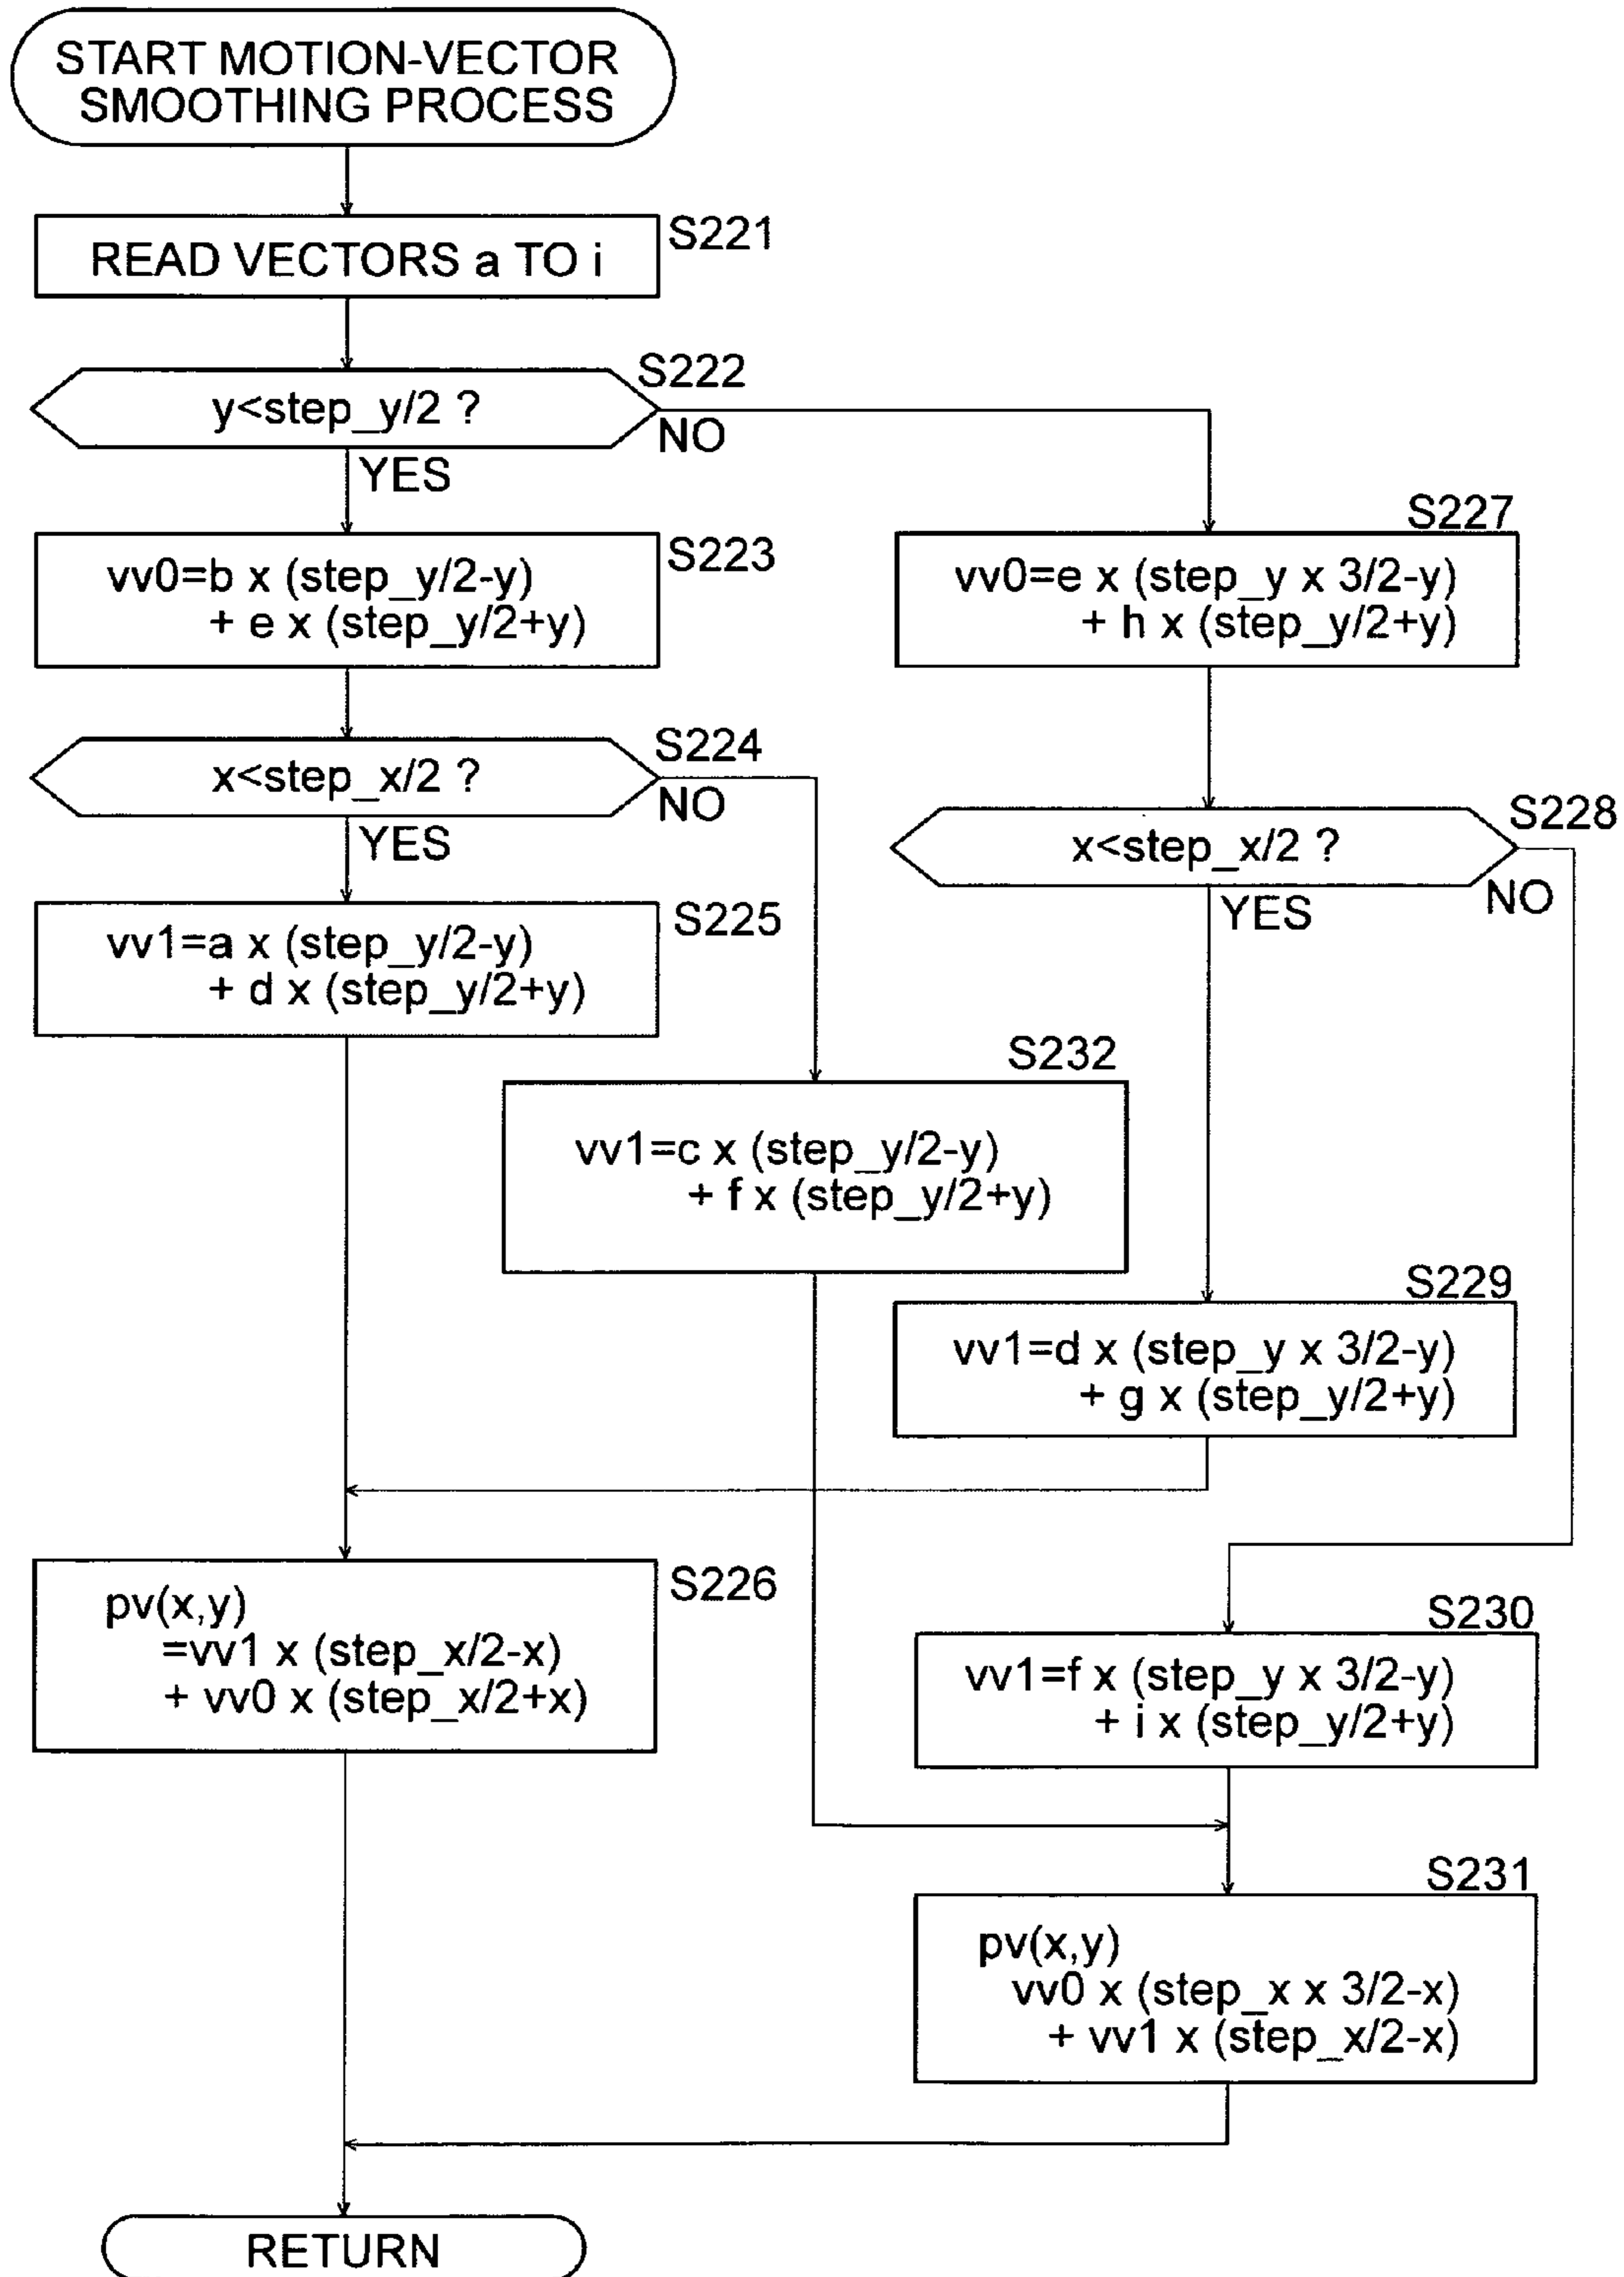 START MOTION-VECTOR
SMOOTHING PROCESS
S221
READ VECTORS a TO i
S222
y<step_y/2 ?
NO
YES
S223
vv0=b x (step_y/2-y)
+ e x (step_y/2+y)
S227
vv0=e x (step_y x 3/2-y)
+ h x (step_y/2+y)
S224
x<step_x/2 ?
NO
YES
S228
x<step_x/2 ?
NO
YES
S225
vv1=a x (step_y/2-y)
+ d x (step_y/2+y)
S232
vv1=c x (step_y/2-y)
+ f x (step_y/2+y)
S229
vv1=d x (step_y x 3/2-y)
+ g x (step_y/2+y)
S226
pv(x,y)
=vv1 x (step_x/2-x)
+ vv0 x (step_x/2+x)
S230
vv1=f x (step_y x 3/2-y)
+ i x (step_y/2+y)
S231
pv(x,y)
vv0 x (step_x x 3/2-x)
+ vv1 x (step_x/2-x)
RETURN